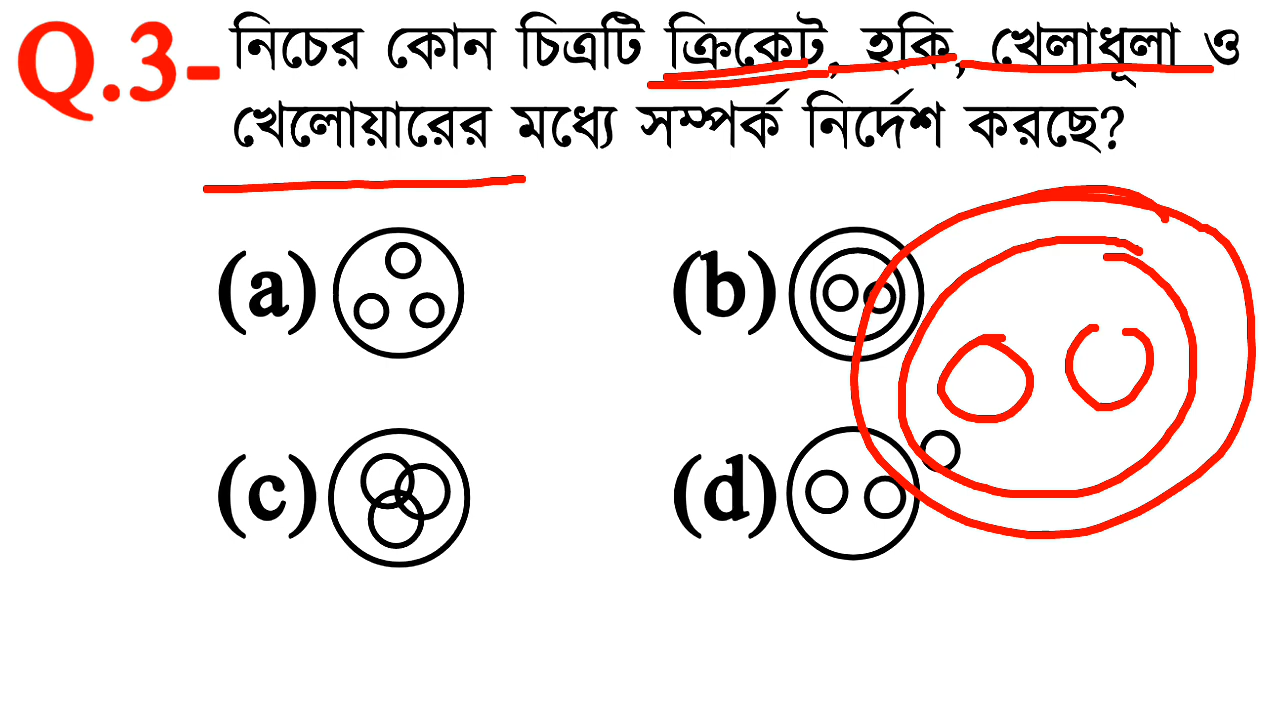 Q.3- নিচের কোন চিত্রটি ক্রিকেট, হকি, খেলাধূলা ও
খেলোয়ারের মধ্যে সম্পর্ক নির্দেশ করছে?
(a) (b)
(c) (d)